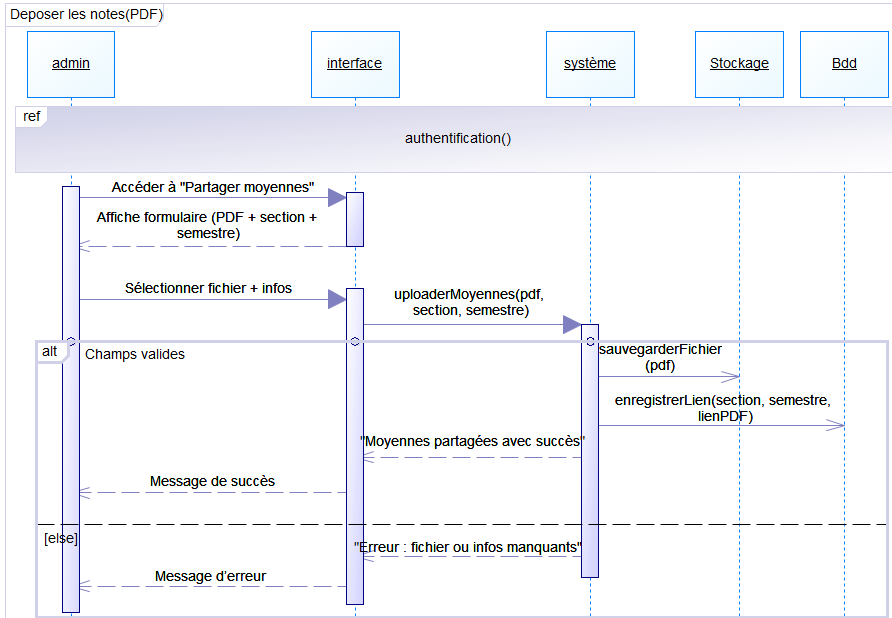 Deposer les notes(PDF)
admin
interface
système
Stockage
Bdd
ref
authentification()
Accéder à "Partager moyennes"
Affiche formulaire (PDF + section +
semestre)
Sélectionner fichier + infos
uploaderMoyennes(pdf,
section, semestre)
alt
Champs valides
sauvegarderFichier
(pdf)
enregistrerLien(section, semestre,
lienPDF)
"Moyennes partagées avec succès"
Message de succès
[else]
"Erreur : fichier ou infos manquants"
Message d'erreur